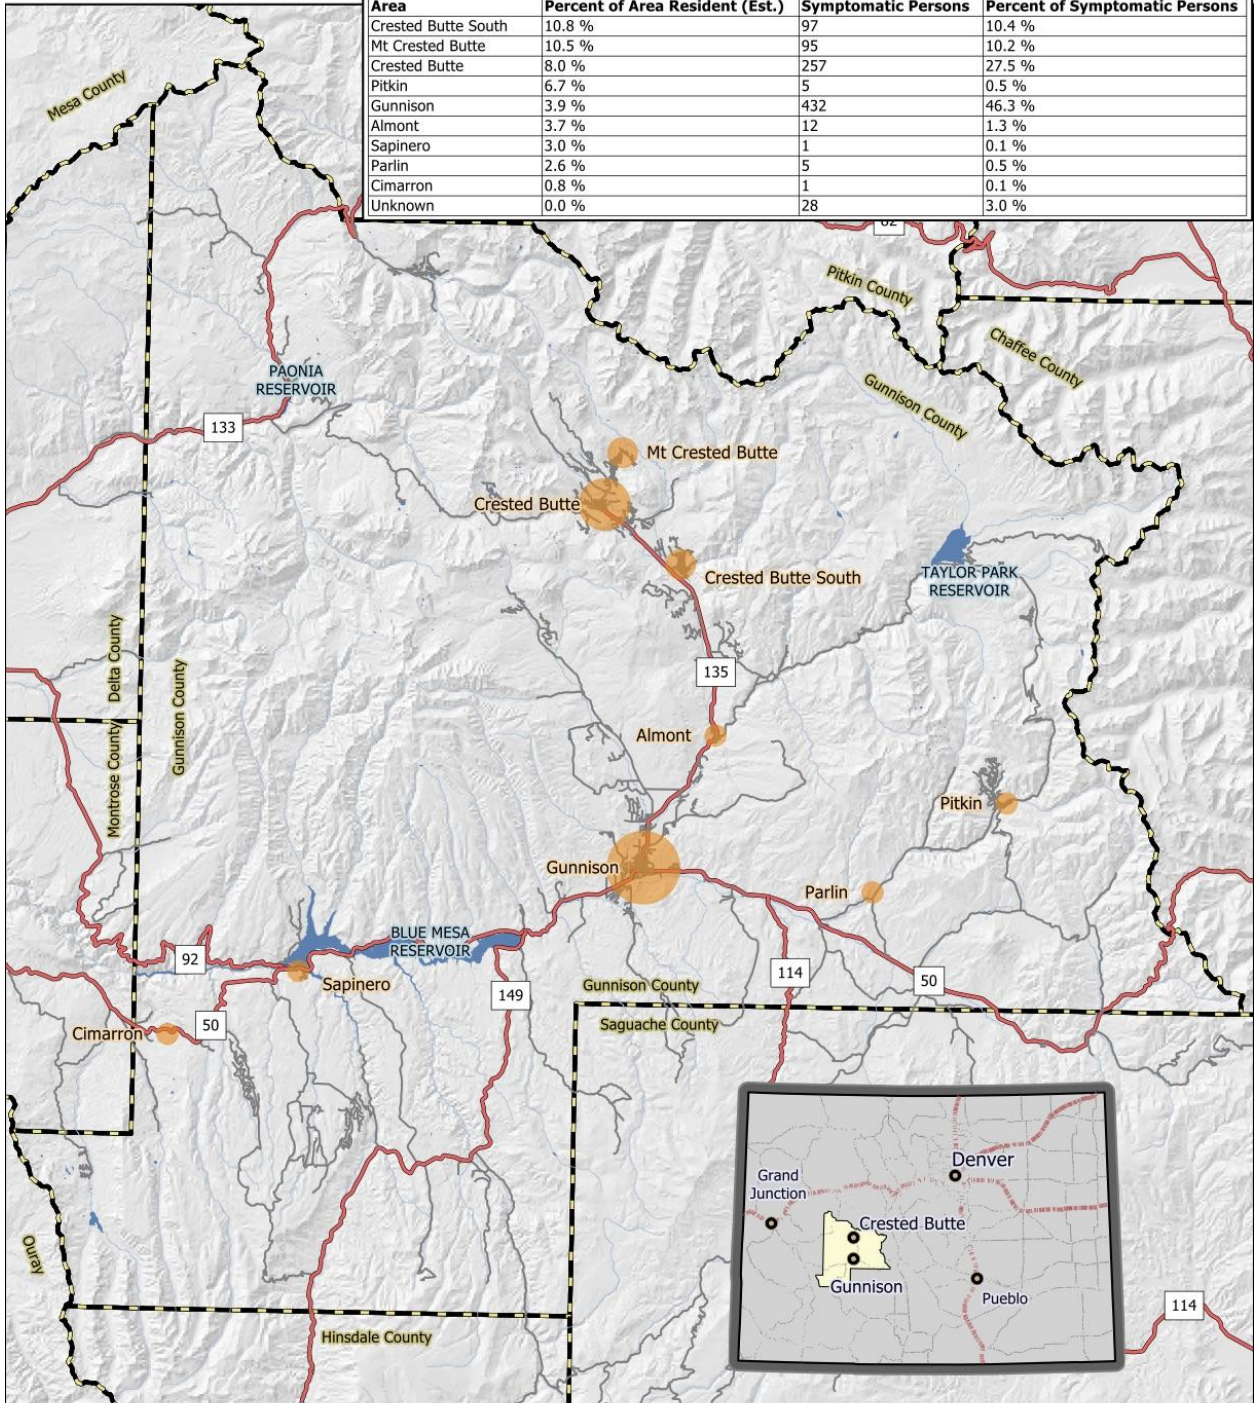 Area Percent of Area Resident (Est.) Symptomatic Persons Percent of Symptomatic Persons
Crested Butte South 10.8 % 97 10.4 %
Mt Crested Butte 10.5 % 95 10.2 %
Crested Butte 8.0 % 257 27.5 %
Pitkin 6.7 % 5 0.5 %
Gunnison 3.9 % 432 46.3 %
Almont 3.7 % 12 1.3 %
Sapinero 3.0 % 1 0.1 %
Parlin 2.6 % 5 0.5 %
Cimarron 0.8 % 1 0.1 %
Unknown 0.0 % 28 3.0 %
Mesa County
Pitkin County
Chaffee County
Gunnison County
PAONIA
RESERVOIR
133
Mt Crested Butte
Crested Butte
Crested Butte South
TAYLOR PARK
RESERVOIR
Delta County
Gunnison County
Montrose County
135
Almont
Pitkin
Gunnison
Parlin
BLUE MESA
RESERVOIR
92
Sapinero
149
Gunnison County
Saguache County
114
50
Cimarron
50
Ouray
Hinsdale County
Denver
Grand
Junction
Crested Butte
Gunnison
Pueblo
114